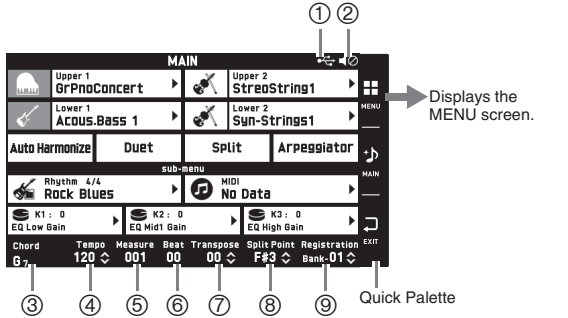 ① ②
MAIN
Upper 1
GrPnoConcert
Upper 2
StreoString1
Lower 1
Acous.Bass 1
Lower 2
Syn-Strings1
MENU
Displays the
MENU screen.
Auto Harmonize Duet Split Arpeggiator
MAIN
sub-menu
Rhythm 4/4
Rock Blues
MIDI
No Data
K1 : 0
EQ Low Gain
K2 : 0
EQ Mid1 Gain
K3 : 0
EQ High Gain
EXIT
Chord Tempo Measure Beat Transpose Split Point Registration
G7 120 001 00 00 F#3 Bank-01
Quick Palette
③ ④ ⑤ ⑥ ⑦ ⑧ ⑨